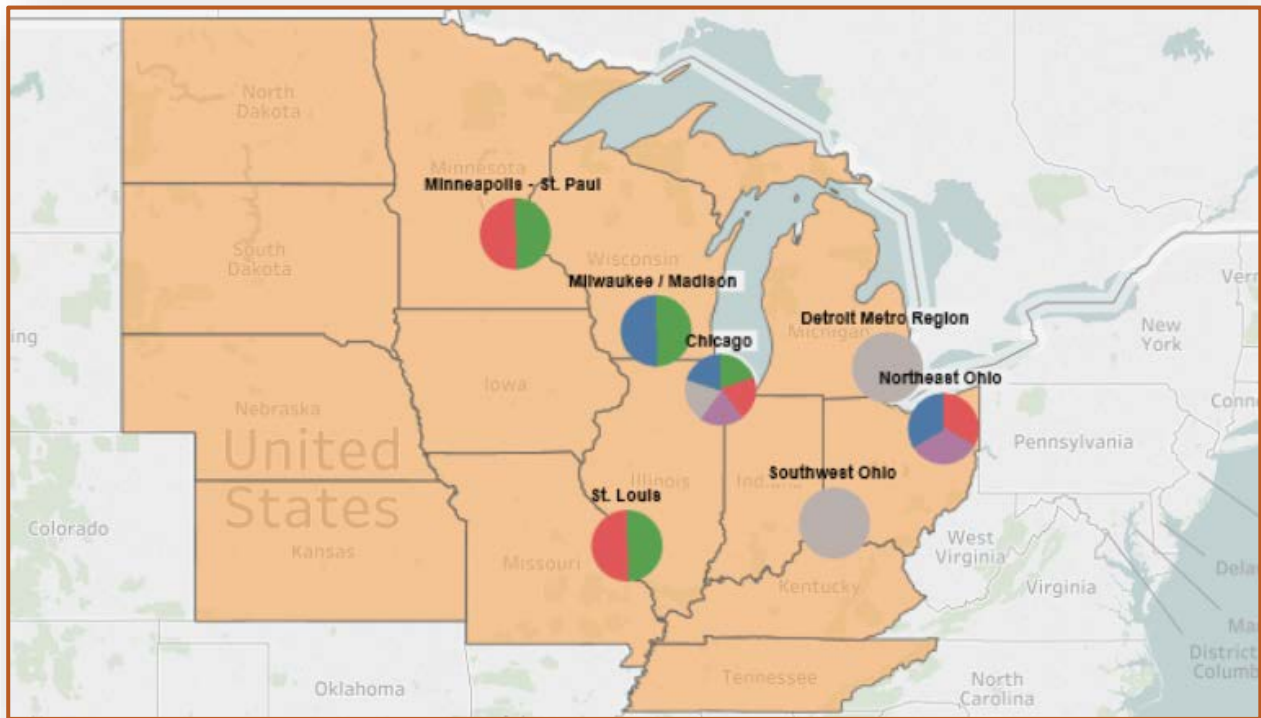 North
Dakota
Minnesota
Minneapolis - St. Paul
South
Dakota
Wisconsin
Milwaukee / Madison
Detroit Metro Region
Michigan
Chicago
ing
New
York
Northeast Ohio
Iowa
Nebraska
Pennsylvania
United
States
Southwest Ohio
Illinois
Ind...
St. Louis
Colorado
Kansas
Missouri
West
Virginia
Kentucky
Virginia
Dela
Ma
District
Columb
Tennessee
Oklahoma
North
Carolina
Ver
Conn